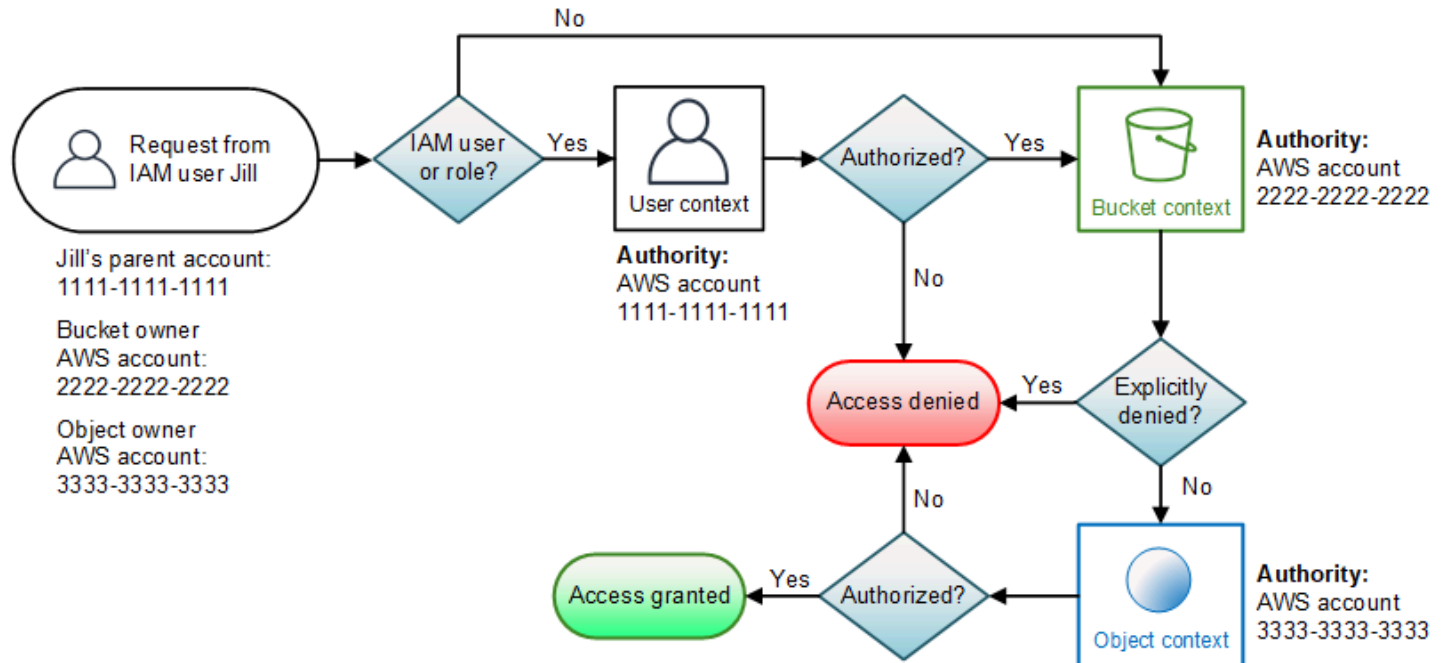 No
Request from
IAM user Jill
IAM user
or role?
Yes
User context
Authorized?
Yes
Bucket context
Authority:
AWS account
2222-2222-2222
Jill's parent account:
1111-1111-1111
Bucket owner
AWS account:
2222-2222-2222
Object owner
AWS account:
3333-3333-3333
Authority:
AWS account
1111-1111-1111
No
Access denied
Yes
Explicitly
denied?
No
No
Access granted
Yes
Authorized?
Object context
Authority:
AWS account
3333-3333-3333